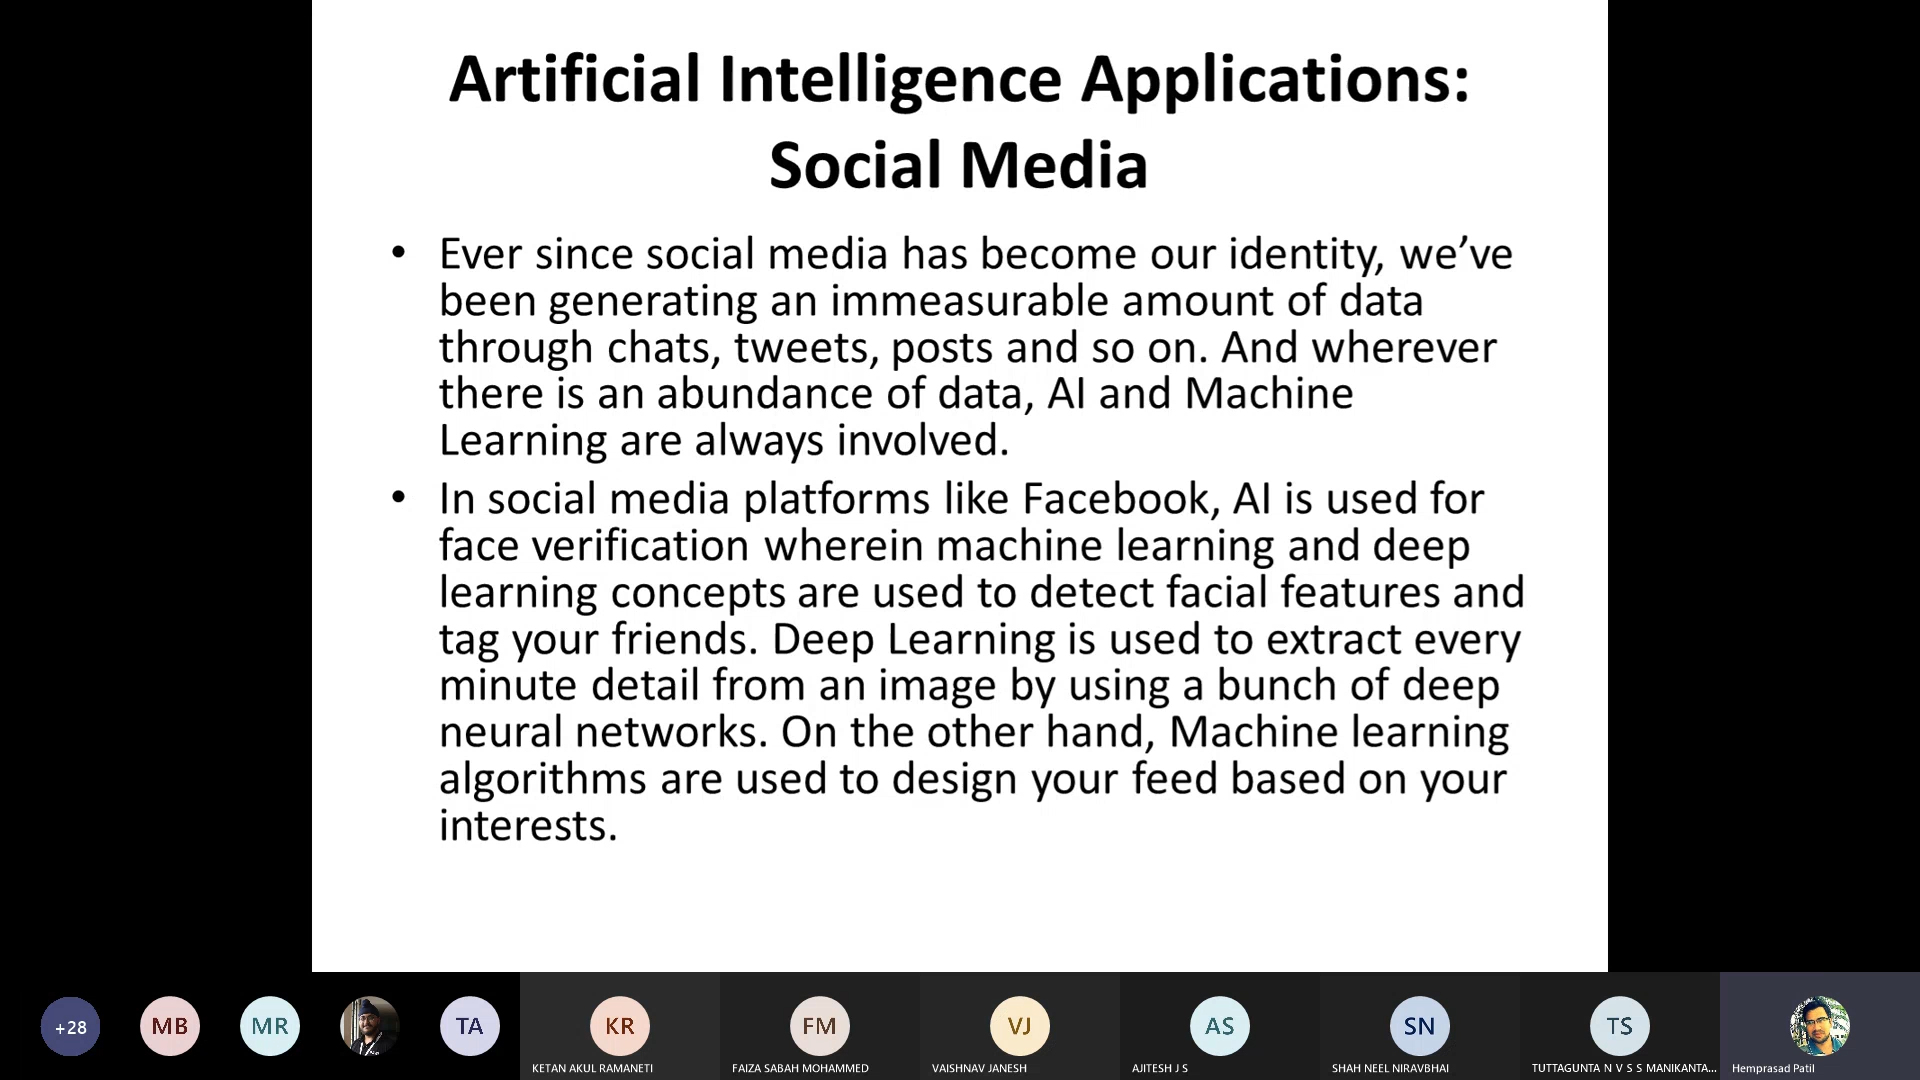 Artificial Intelligence Applications:
Social Media
• Ever since social media has become our identity, we’ve
been generating an immeasurable amount of data
through chats, tweets, posts and so on. And wherever
there is an abundance of data, AI and Machine
Learning are always involved.
• In social media platforms like Facebook, AI is used for
face verification wherein machine learning and deep
learning concepts are used to detect facial features and
tag your friends. Deep Learning is used to extract every
minute detail from an image by using a bunch of deep
neural networks. On the other hand, Machine learning
algorithms are used to design your feed based on your
interests.
+28 MB MR TA KR FM VJ AS SN TS
KETAN AKUL RAMANETI FAIZA SABAH MOHAMMED VAISHNAV JANESH AJITESH J S SHAH NEEL NIRAVBHAI TUTTAGUNTA N V S S MANIKANTA... Hemprasad Patil